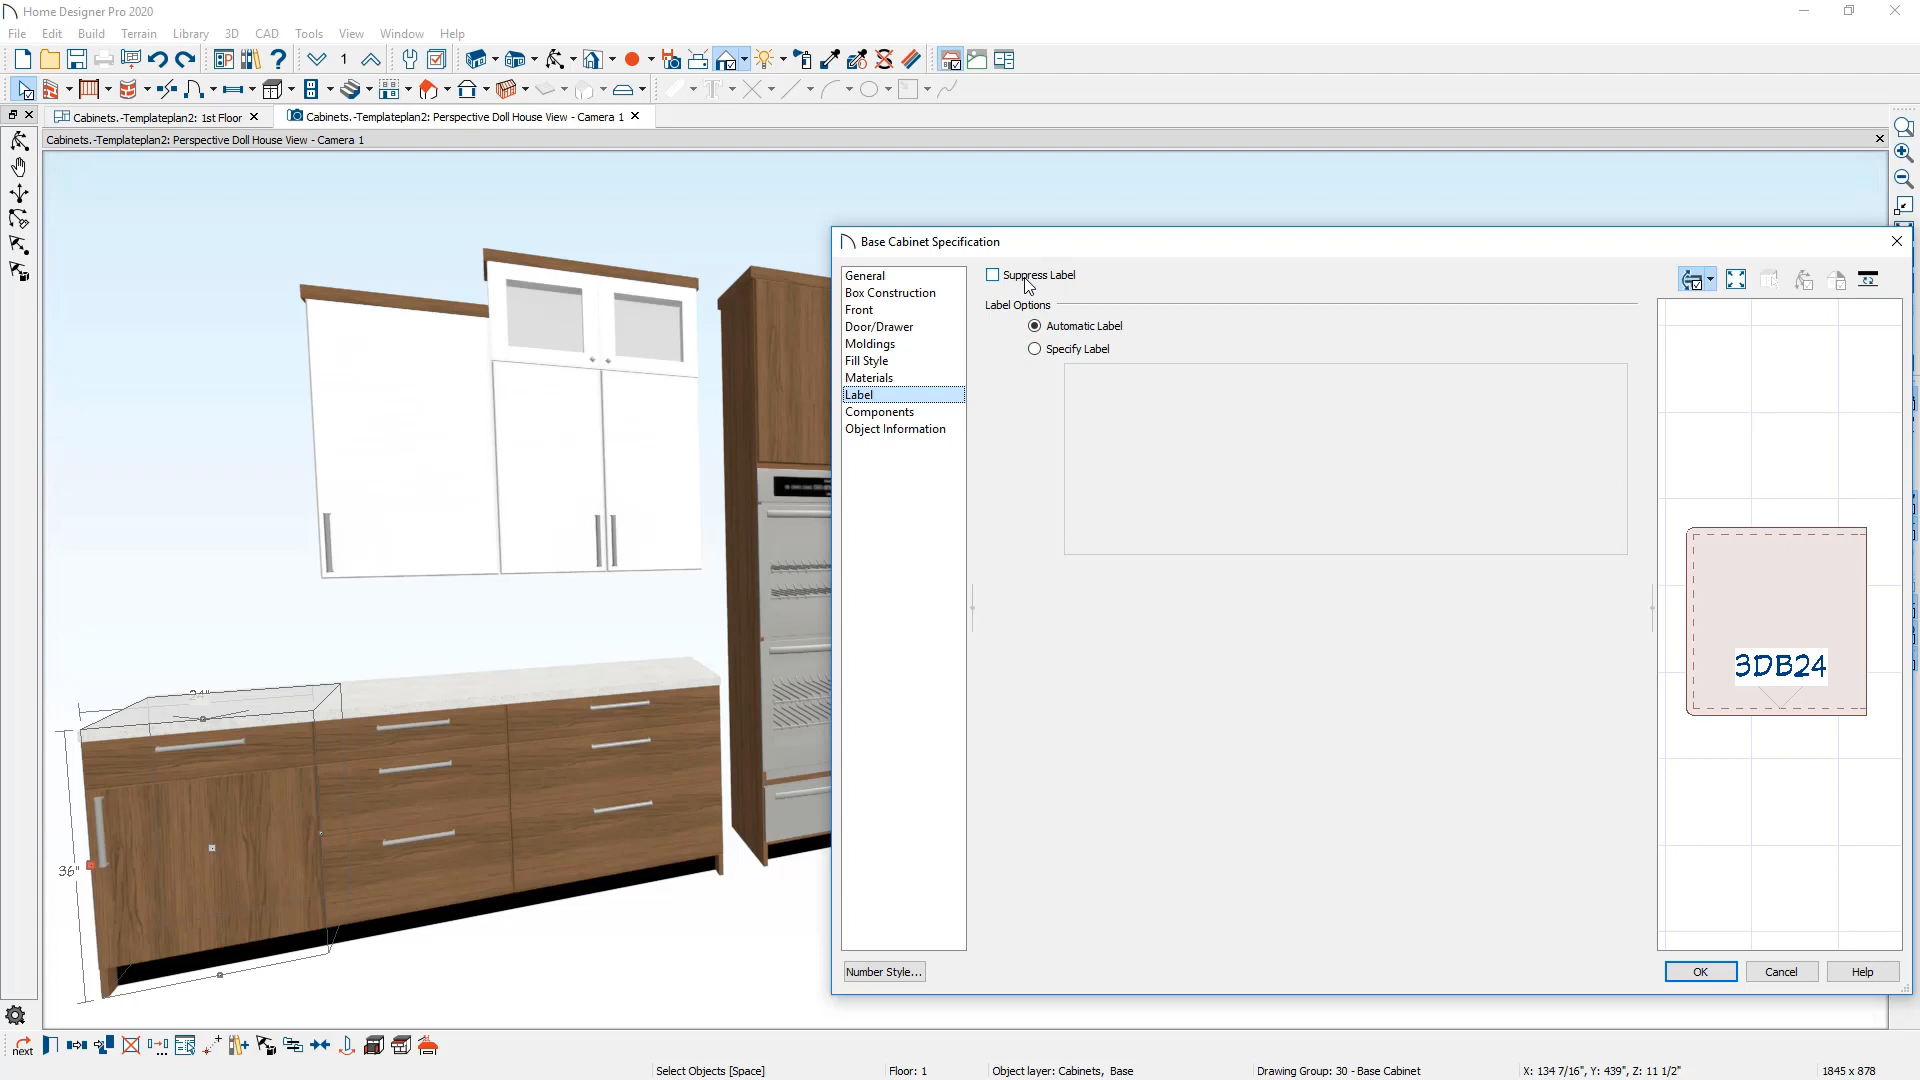 Home Designer Pro 2020
File Edit Build Terrain Library 3D CAD Tools View Window Help
1
Cabinets.-Templateplan2: 1st Floor
Cabinets.-Templateplan2: Perspective Doll House View - Camera 1
Cabinets.-Templateplan2: Perspective Doll House View - Camera 1
Base Cabinet Specification
General
Box Construction
Front
Door/Drawer
Moldings
Fill Style
Materials
Label
Components
Object Information
Suppress Label
Label Options
Automatic Label
Specify Label
3DB24
24"
36"
Number Style...
OK
Cancel
Help
next
Select Objects [Space]
Floor: 1
Object layer: Cabinets, Base
Drawing Group: 30 - Base Cabinet
X: 134 7/16", Y: 439", Z: 11 1/2"
1845 x 878